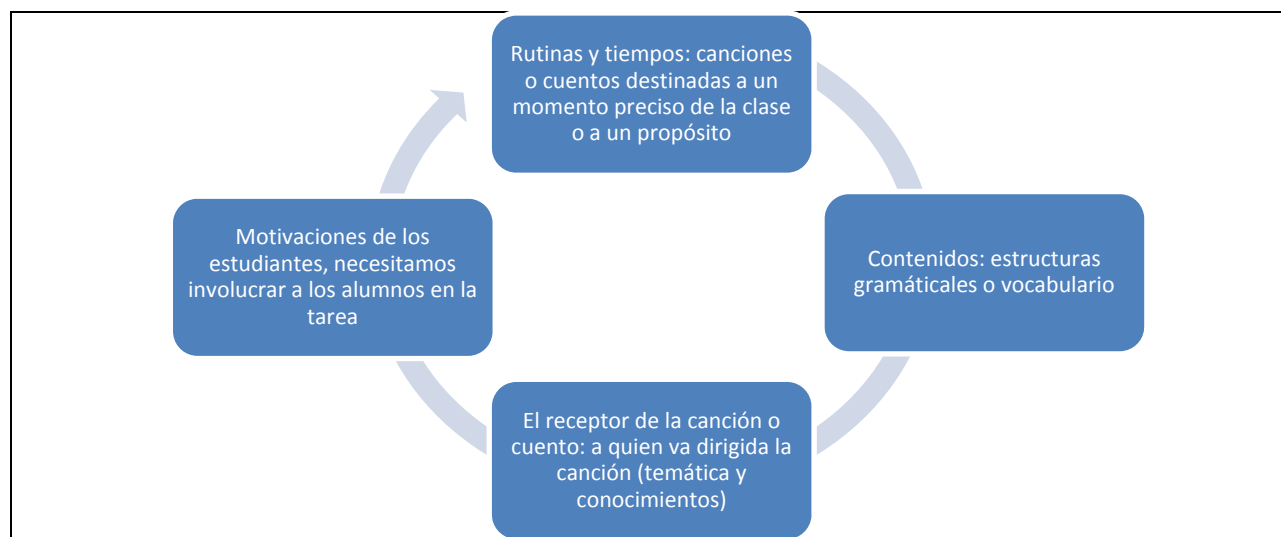 Rutinas y tiempos: canciones
o cuentos destinadas a un
momento preciso de la clase
o a un propósito
Contenidos: estructuras
gramáticales o vocabulario
El receptor de la canción o
cuento: a quien va dirigida la
canción (temática y
conocimientos)
Motivaciones de los
estudiantes, necesitamos
involucrar a los alumnos en la
tarea